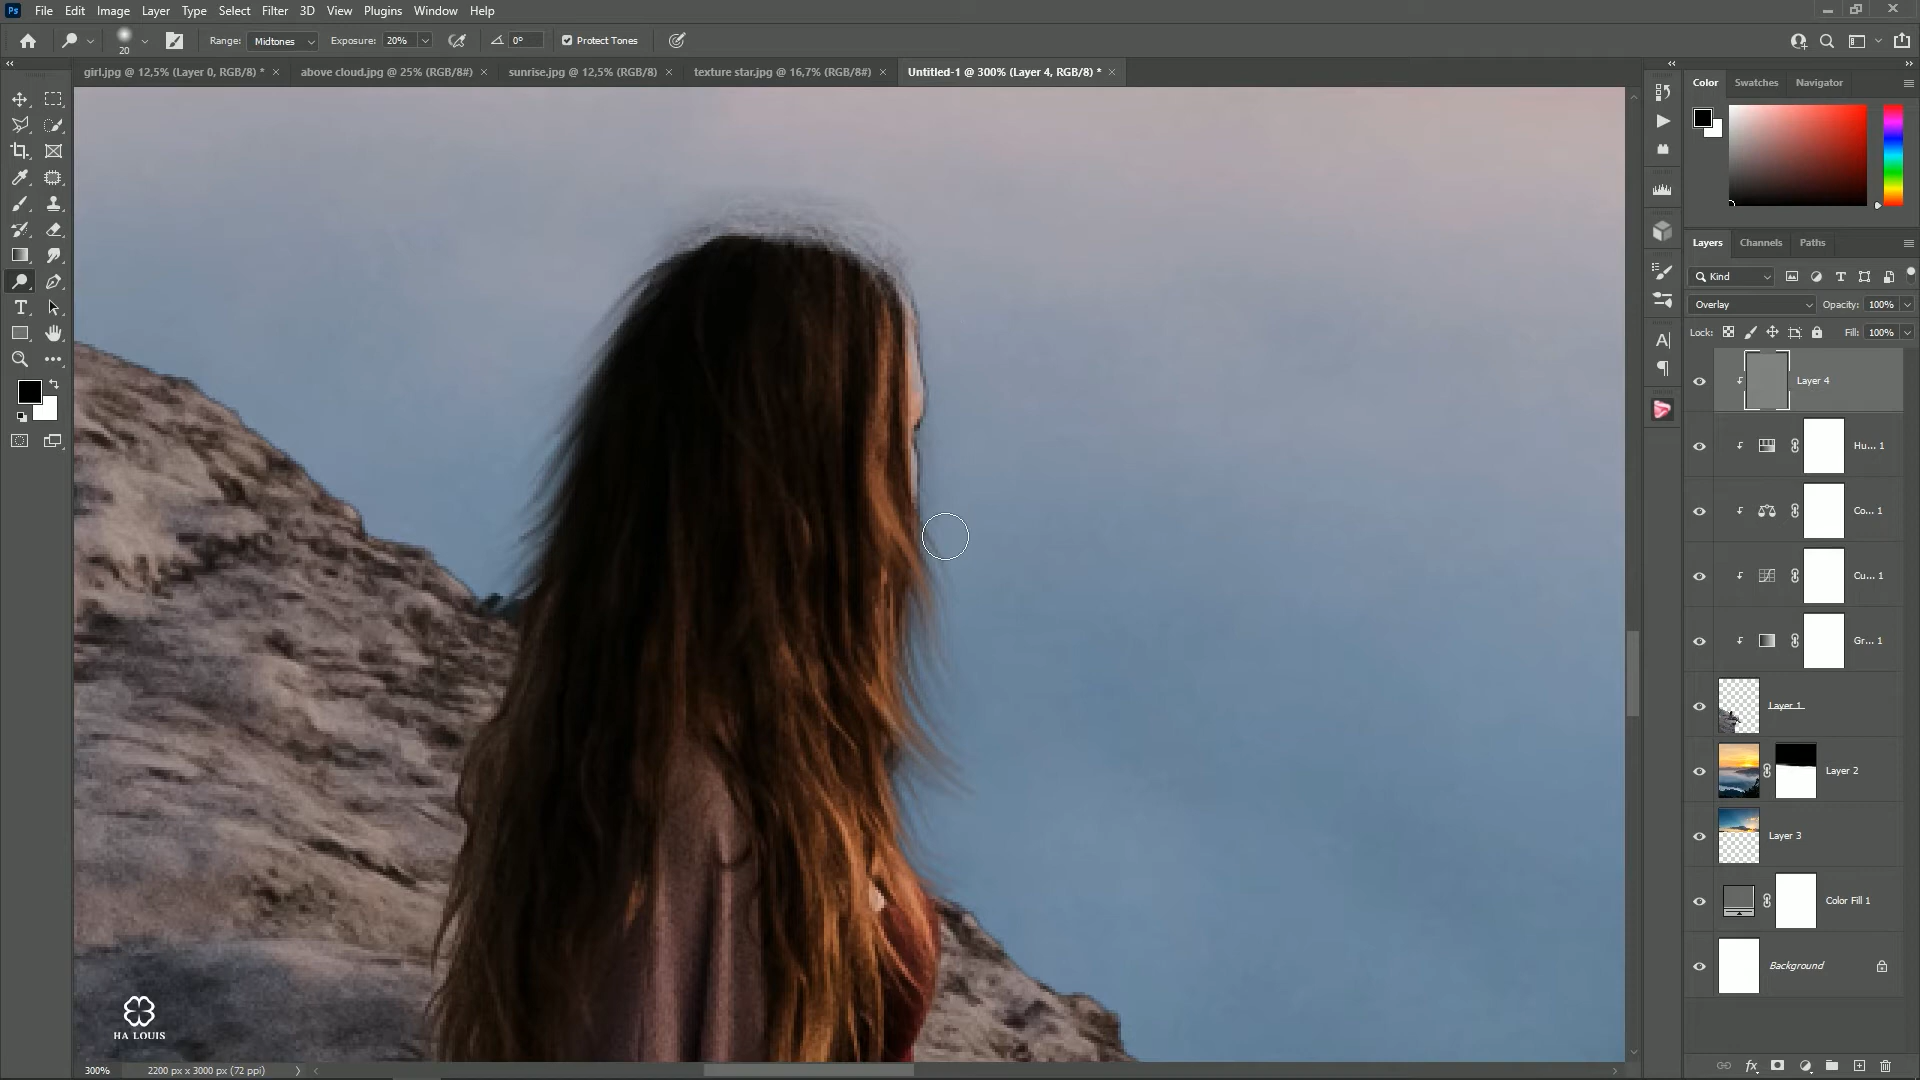 Ps File Edit Image Layer Type Select Filter 3D View Plugins Window Help
20 Range: Midtones Exposure: 20% 0° Protect Tones
girl.jpg @ 12,5% (Layer 0, RGB/8) * × above cloud.jpg @ 25% (RGB/8#) × sunrise.jpg @ 12,5% (RGB/8) × texture star.jpg @ 16,7% (RGB/8#) × Untitled-1 @ 300% (Layer 4, RGB/8) * ×
Color Swatches Navigator
Layers Channels Paths
Kind
Overlay Opacity: 100%
Lock: Fill: 100%
Layer 4
Hu... 1
Co... 1
Cu... 1
Gr... 1
Layer 1
Layer 2
Layer 3
Color Fill 1
Background
HA LOUIS
300% 2200 px x 3000 px (72 ppi)